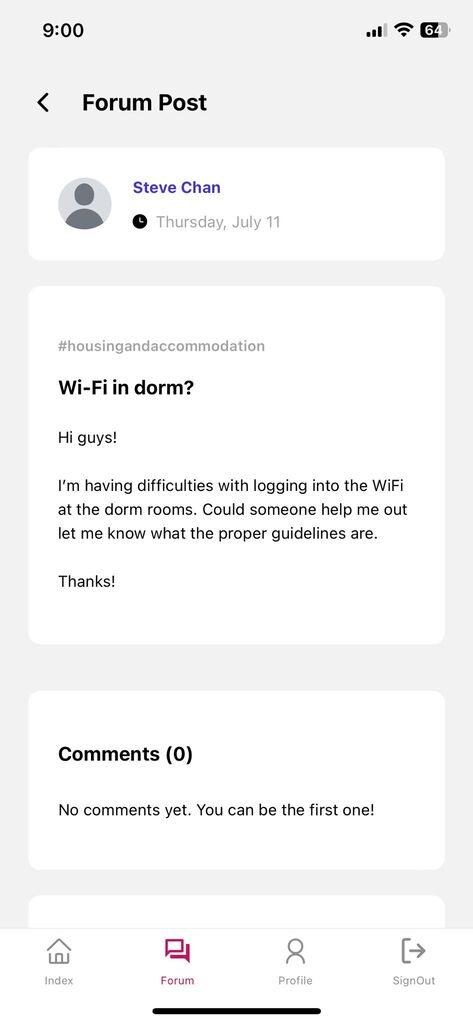 9:00
64
Forum Post
Steve Chan
Thursday, July 11
#housingandaccommodation
Wi-Fi in dorm?
Hi guys!
I’m having difficulties with logging into the WiFi
at the dorm rooms. Could someone help me out
let me know what the proper guidelines are.
Thanks!
Comments (0)
No comments yet. You can be the first one!
Index
Forum
Profile
SignOut